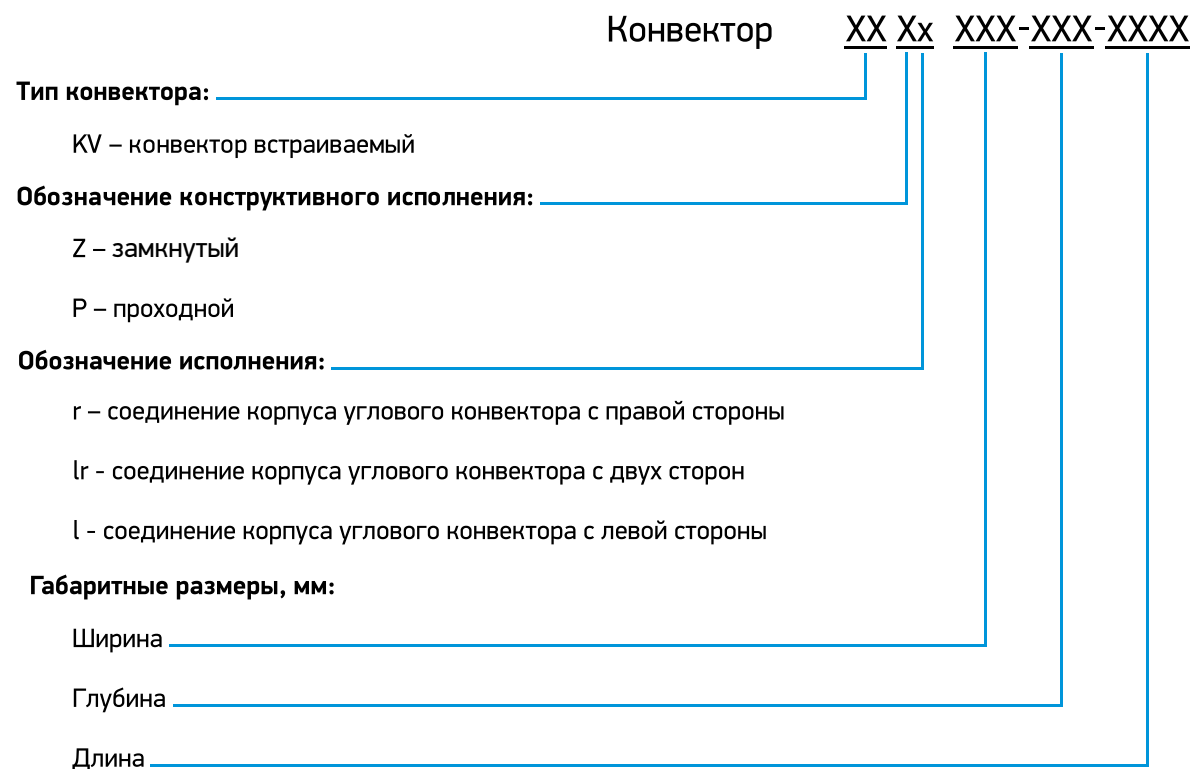 Конвектор XX Xx XXX-XXX-XXXX
Тип конвектора:
KV – конвектор встраиваемый
Обозначение конструктивного исполнения:
Z – замкнутый
P – проходной
Обозначение исполнения:
r – соединение корпуса углового конвектора с правой стороны
lr - соединение корпуса углового конвектора с двух сторон
l - соединение корпуса углового конвектора с левой стороны
Габаритные размеры, мм:
Ширина
Глубина
Длина